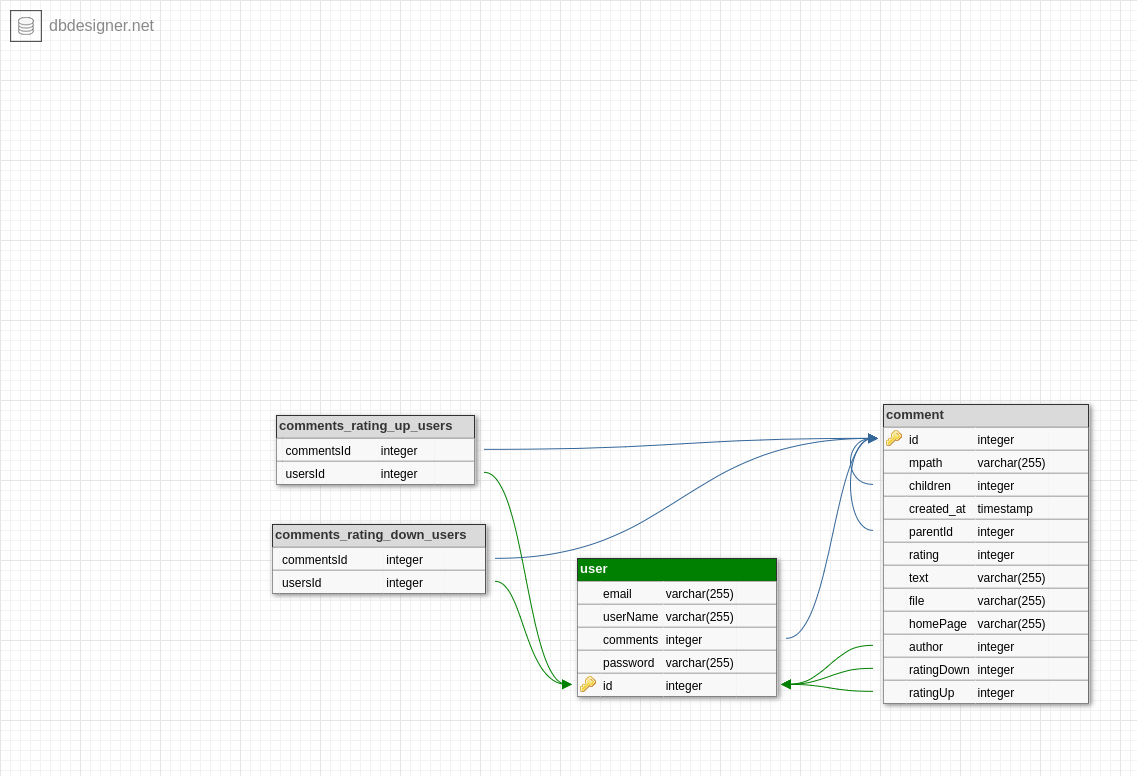 dbdesigner.net
comments_rating_up_users
commentsId integer
usersId integer
comments_rating_down_users
commentsId integer
usersId integer
user
email varchar(255)
userName varchar(255)
comments integer
password varchar(255)
id integer
comment
id integer
mpath varchar(255)
children integer
created_at timestamp
parentId integer
rating integer
text varchar(255)
file varchar(255)
homePage varchar(255)
author integer
ratingDown integer
ratingUp integer